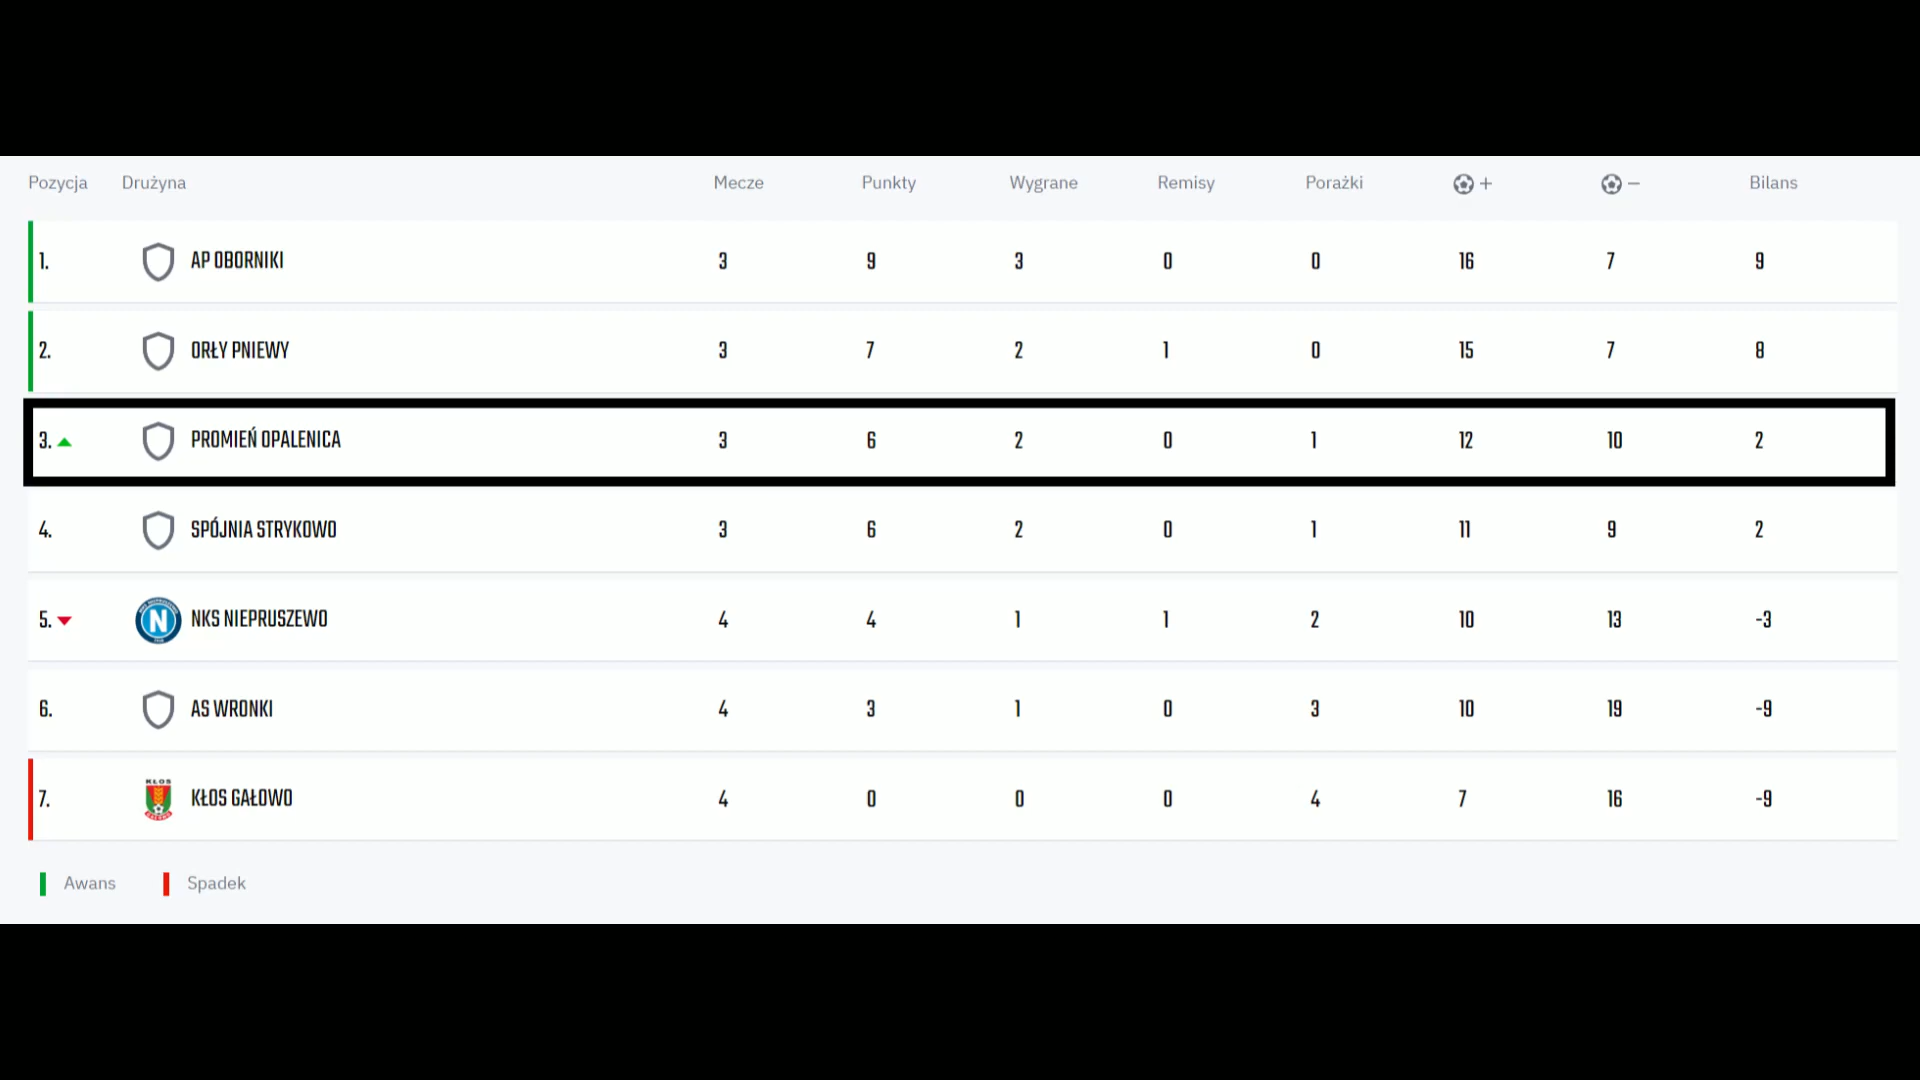 Pozycja Drużyna Mecze Punkty Wygrane Remisy Porażki + − Bilans
1. AP OBORNIKI 3 9 3 0 0 16 7 9
2. ORŁY PNIEWY 3 7 2 1 0 15 7 8
3. PROMIEŃ OPALENICA 3 6 2 0 1 12 10 2
4. SPÓJNIA STRYKOWO 3 6 2 0 1 11 9 2
5. N NKS NIEPRUSZEWO 4 4 1 1 2 10 13 -3
6. AS WRONKI 4 3 1 0 3 10 19 -9
KŁOS
7. KŁOS GAŁOWO 4 0 0 0 4 7 16 -9
Awans Spadek